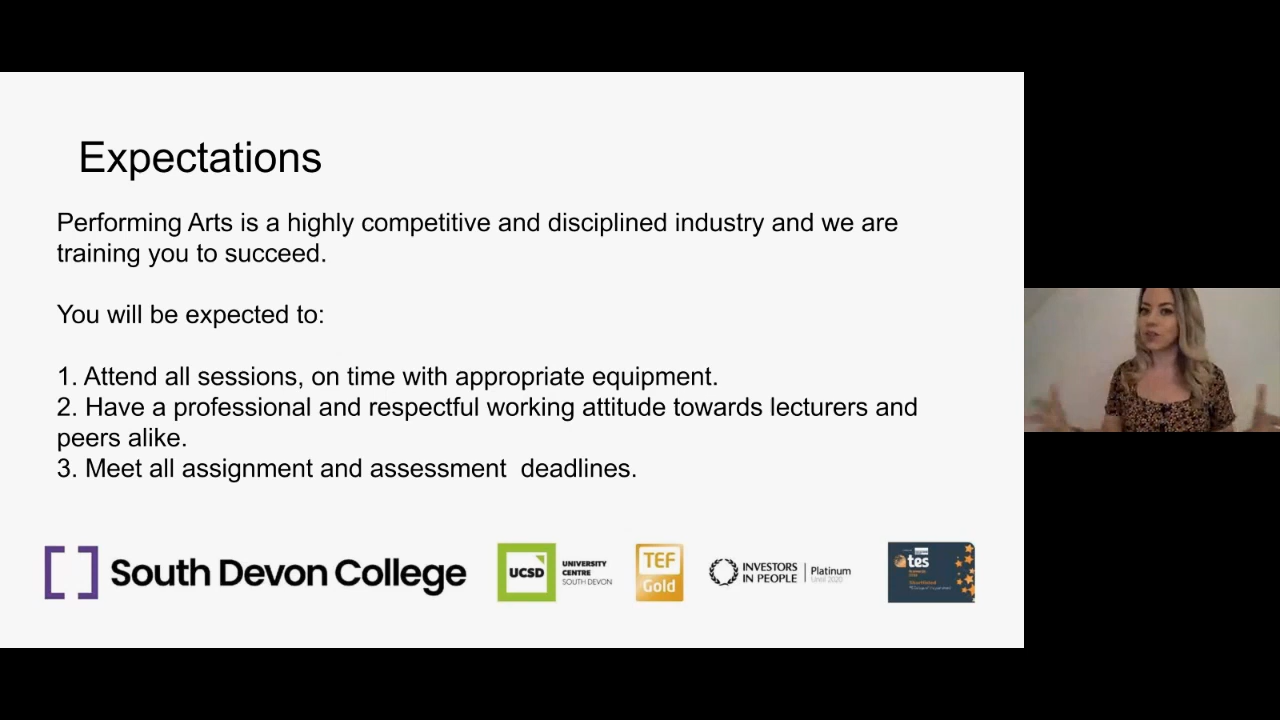 Expectations
Performing Arts is a highly competitive and disciplined industry and we are
training you to succeed.
You will be expected to:
1. Attend all sessions, on time with appropriate equipment.
2. Have a professional and respectful working attitude towards lecturers and
peers alike.
3. Meet all assignment and assessment  deadlines.
South Devon College
UCSD
UNIVERSITY
CENTRE
SOUTH DEVON
TEF
Gold
INVESTORS
IN PEOPLE
Platinum
Until 2020
tes